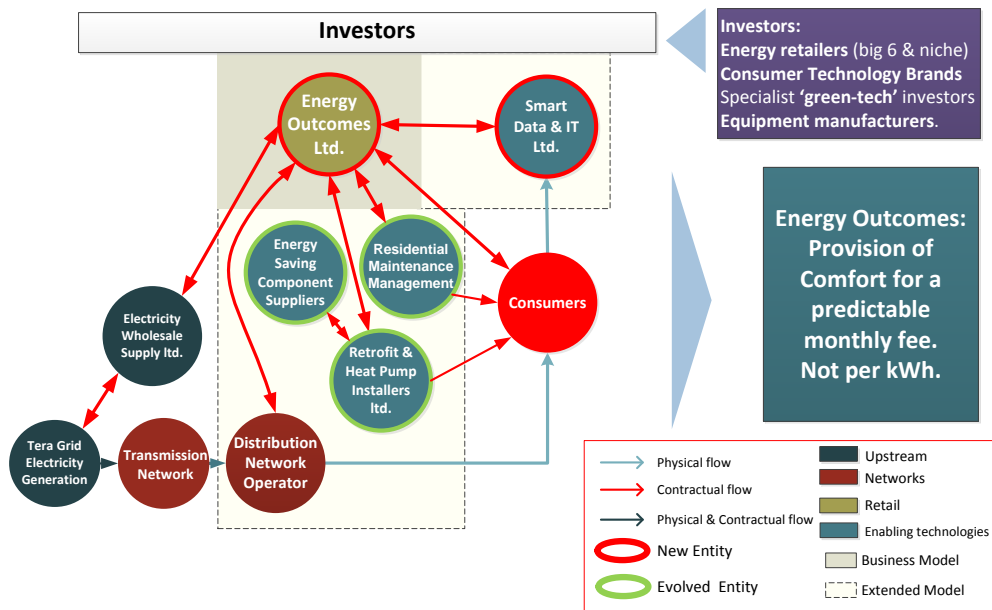 Investors
Investors:
Energy retailers (big 6 & niche)
Consumer Technology Brands
Specialist ‘green-tech’ investors
Equipment manufacturers.
Energy
Outcomes
Ltd.
Smart
Data & IT
Ltd.
Energy
Saving
Component
Suppliers
Residential
Maintenance
Management
Consumers
Electricity
Wholesale
Supply ltd.
Retrofit &
Heat Pump
Installers
ltd.
Tera Grid
Electricity
Generation
Transmission
Network
Distribution
Network
Operator
Energy Outcomes:
Provision of
Comfort for a
predictable
monthly fee.
Not per kWh.
Physical flow
Contractual flow
Physical & Contractual flow
New Entity
Evolved Entity
Upstream
Networks
Retail
Enabling technologies
Business Model
Extended Model